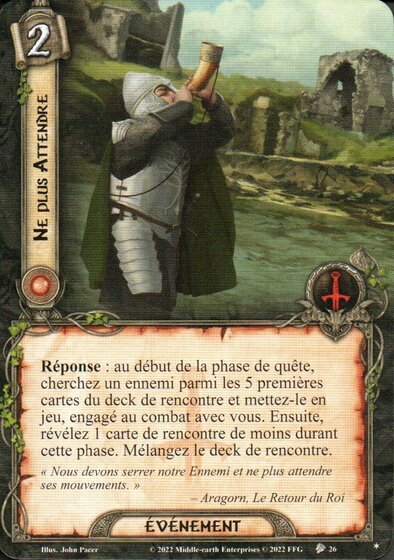 2
NE PLUS ATTENDRE
Réponse : au début de la phase de quête,
cherchez un ennemi parmi les 5 premières
cartes du deck de rencontre et mettez-le en
jeu, engagé au combat avec vous. Ensuite,
révélez 1 carte de rencontre de moins durant
cette phase. Mélangez le deck de rencontre.
« Nous devons serrer notre Ennemi et ne plus attendre
ses mouvements. »
– Aragorn, Le Retour du Roi
ÉVÉNEMENT
Illus. John Pacer © 2022 Middle-earth Enterprises © 2022 FFG 26